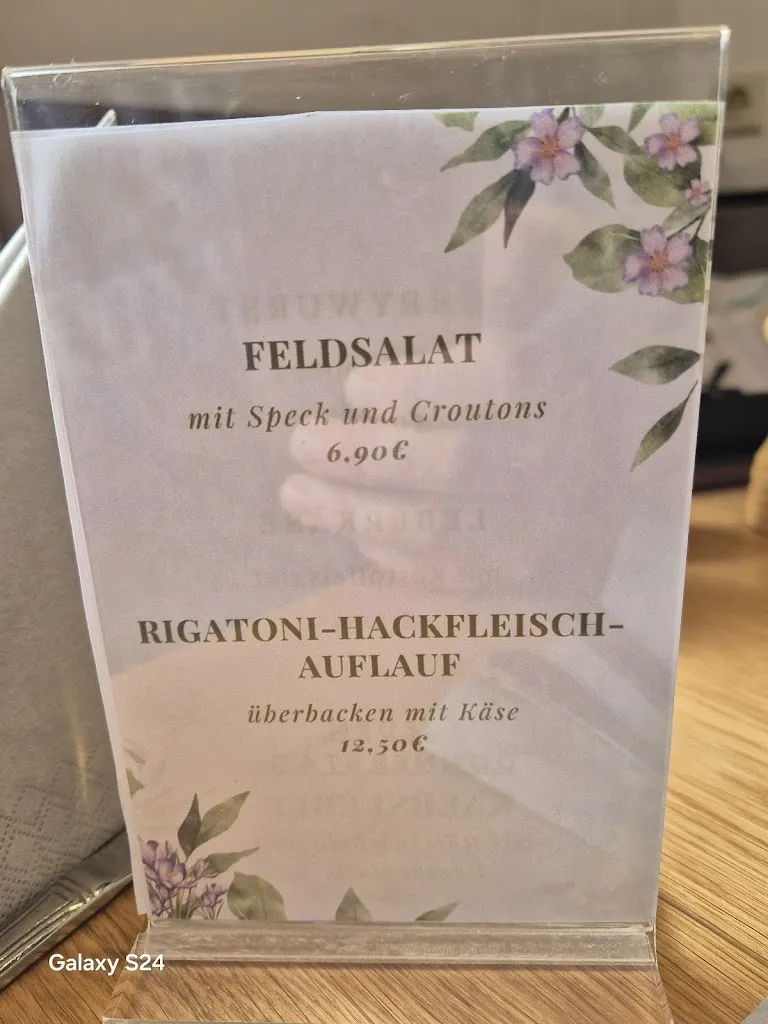 FELDSALAT
mit Speck und Croutons
6,90€
RIGATONI-HACKFLEISCH-
AUFLAUF
überbacken mit Käse
12,50€
Galaxy S24